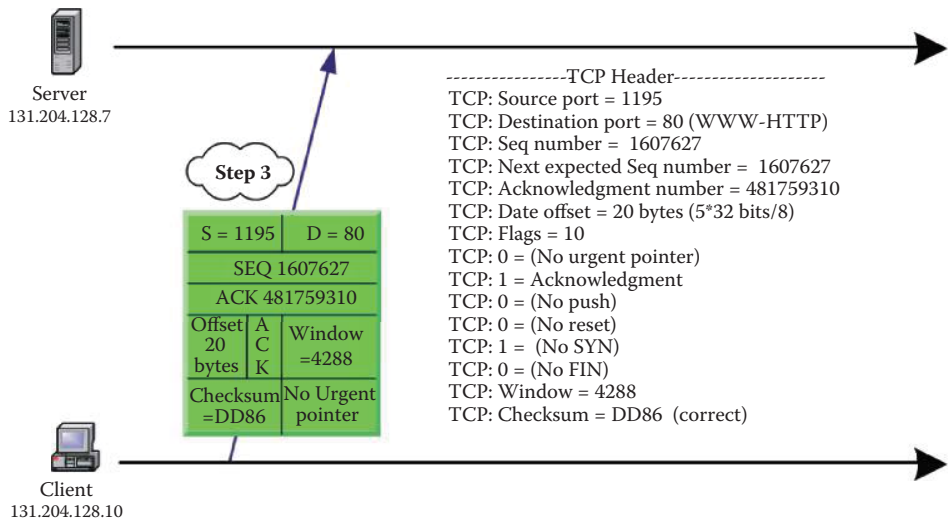 Server
131.204.128.7
Step 3
S = 1195 D = 80
SEQ 1607627
ACK 481759310
Offset
20
bytes
A
C
K
Window
=4288
Checksum
=DD86
No Urgent
pointer
Client
131.204.128.10
-----------------TCP Header--------------------
TCP: Source port = 1195
TCP: Destination port = 80 (WWW-HTTP)
TCP: Seq number = 1607627
TCP: Next expected Seq number = 1607627
TCP: Acknowledgment number = 481759310
TCP: Date offset = 20 bytes (5*32 bits/8)
TCP: Flags = 10
TCP: 0 = (No urgent pointer)
TCP: 1 = Acknowledgment
TCP: 0 = (No push)
TCP: 0 = (No reset)
TCP: 1 = (No SYN)
TCP: 0 = (No FIN)
TCP: Window = 4288
TCP: Checksum = DD86 (correct)